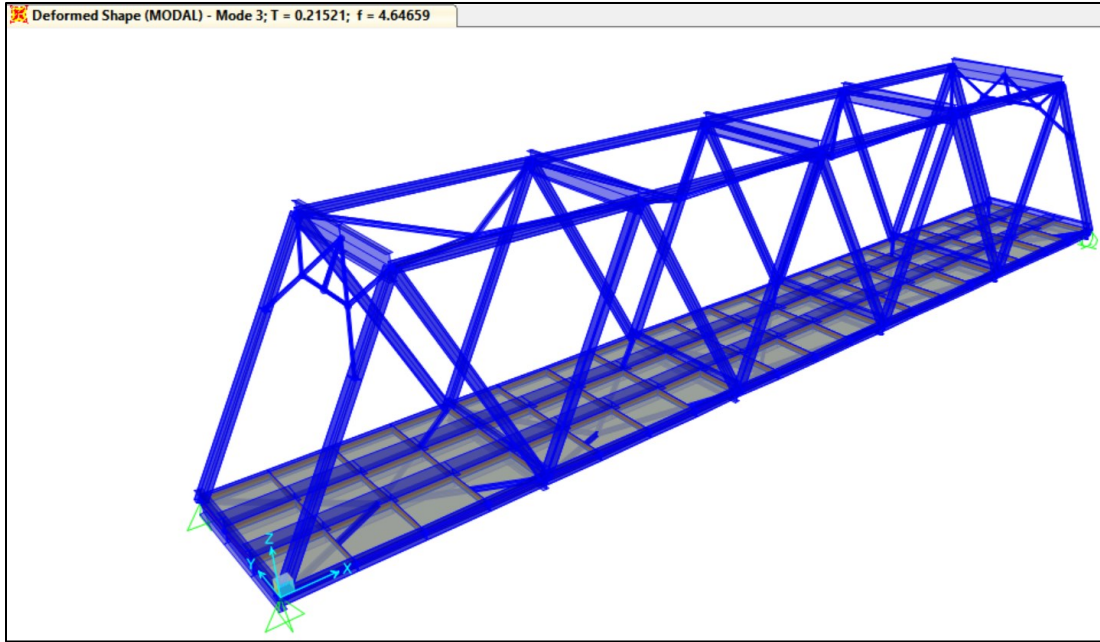 Deformed Shape (MODAL) - Mode 3; T = 0.21521; f = 4.64659
Z
Y
X